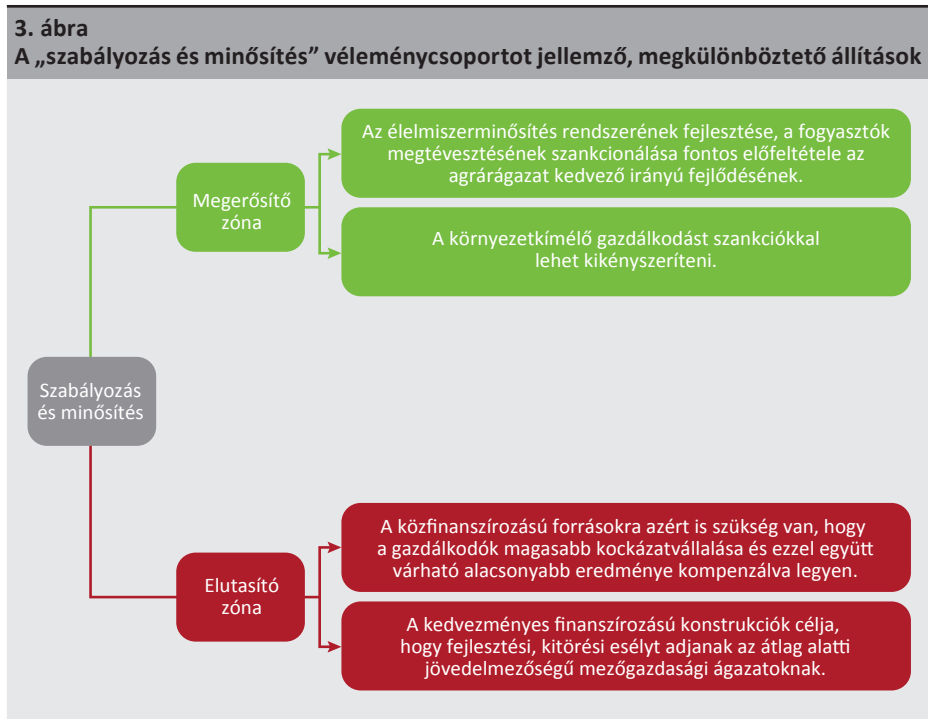 3. ábra
A „szabályozás és minősítés” véleménycsoportot jellemző, megkülönböztető állítások
Az élelmiszerminősítés rendszerének fejlesztése, a fogyasztók
megtévesztésének szankcionálása fontos előfeltétele az
agrárágazat kedvező irányú fejlődésének.
Megerősítő
zóna
A környezetkímélő gazdálkodást szankciókkal
lehet kikényszeríteni.
Szabályozás
és minősítés
A közfinanszírozású forrásokra azért is szükség van, hogy
a gazdálkodók magasabb kockázatvállalása és ezzel együtt
várható alacsonyabb eredménye kompenzálva legyen.
Elutasító
zóna
A kedvezményes finanszírozású konstrukciók célja,
hogy fejlesztési, kitörési esélyt adjanak az átlag alatti
jövedelmezőségű mezőgazdasági ágazatoknak.